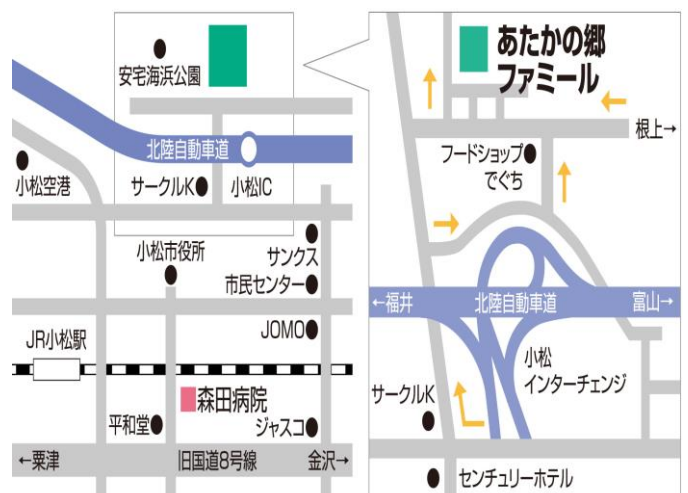 安宅海浜公園
北陸自動車道
小松空港
サークルK
小松IC
小松市役所
サンクス
市民センター
JR小松駅
JOMO
森田病院
平和堂
ジャスコ
←粟津
旧国道8号線
金沢→
あたかの郷
ファミール
根上→
フードショップ
でぐち
←福井
北陸自動車道
富山→
小松
インターチェンジ
サークルK
センチュリーホテル